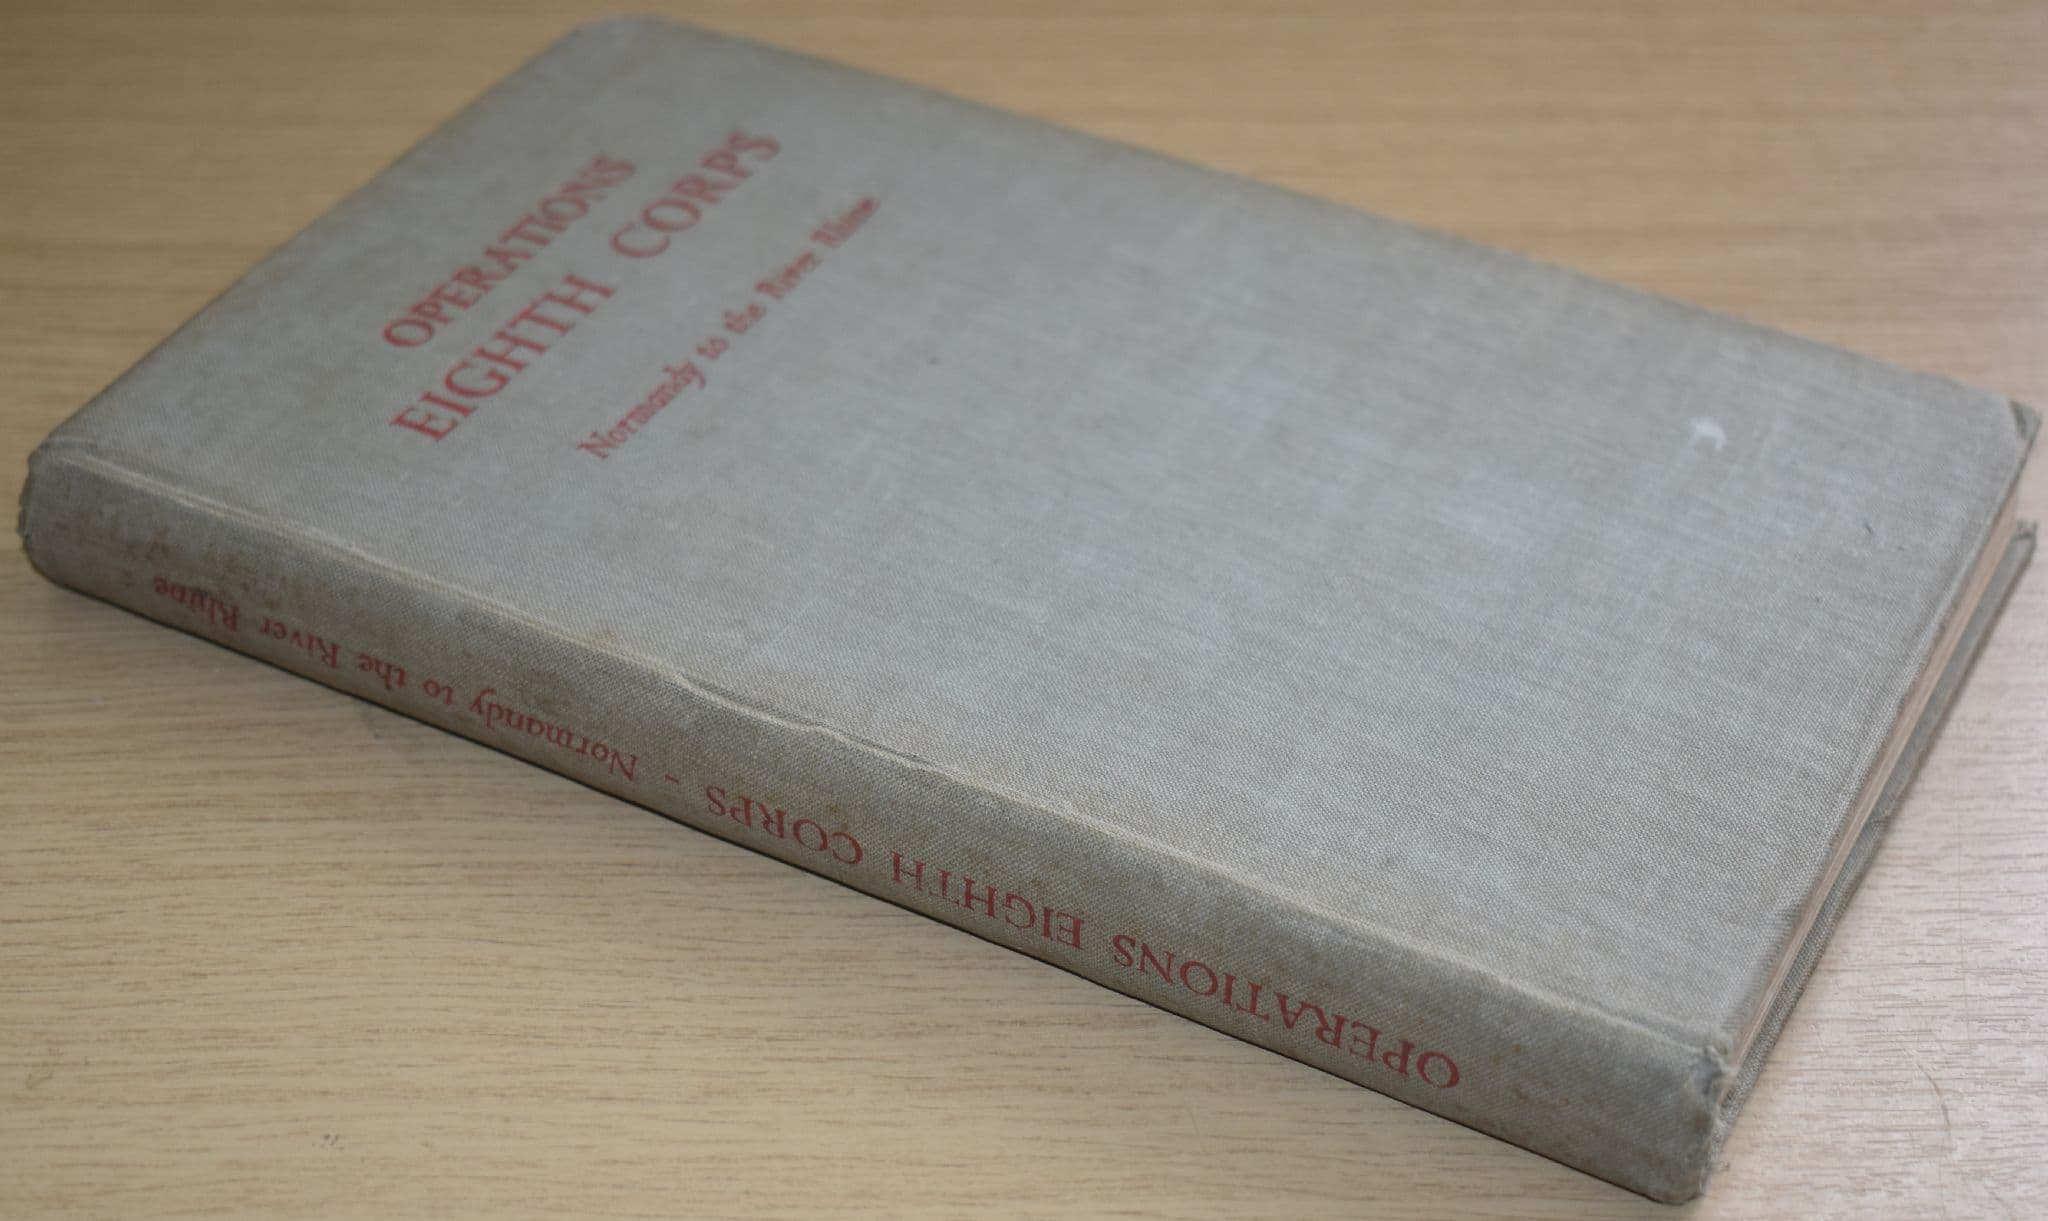 OPERATIONS
EIGHTH CORPS
Normandy to the River Rhine
OPERATIONS EIGHTH CORPS - Normandy to the River Rhine